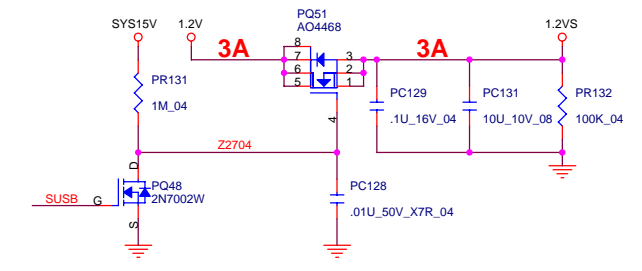 SYS15V 1.2V PQ51 1.2VS
AO4468
8 3A 7 3 3A
6 2
5 1
PR131 PC129 PC131 PR132
1M_04 .1U_16V_04 10U_10V_08 100K_04
4
Z2704
D
PQ48 PC128
SUSB G 2N7002W
.01U_50V_X7R_04
S